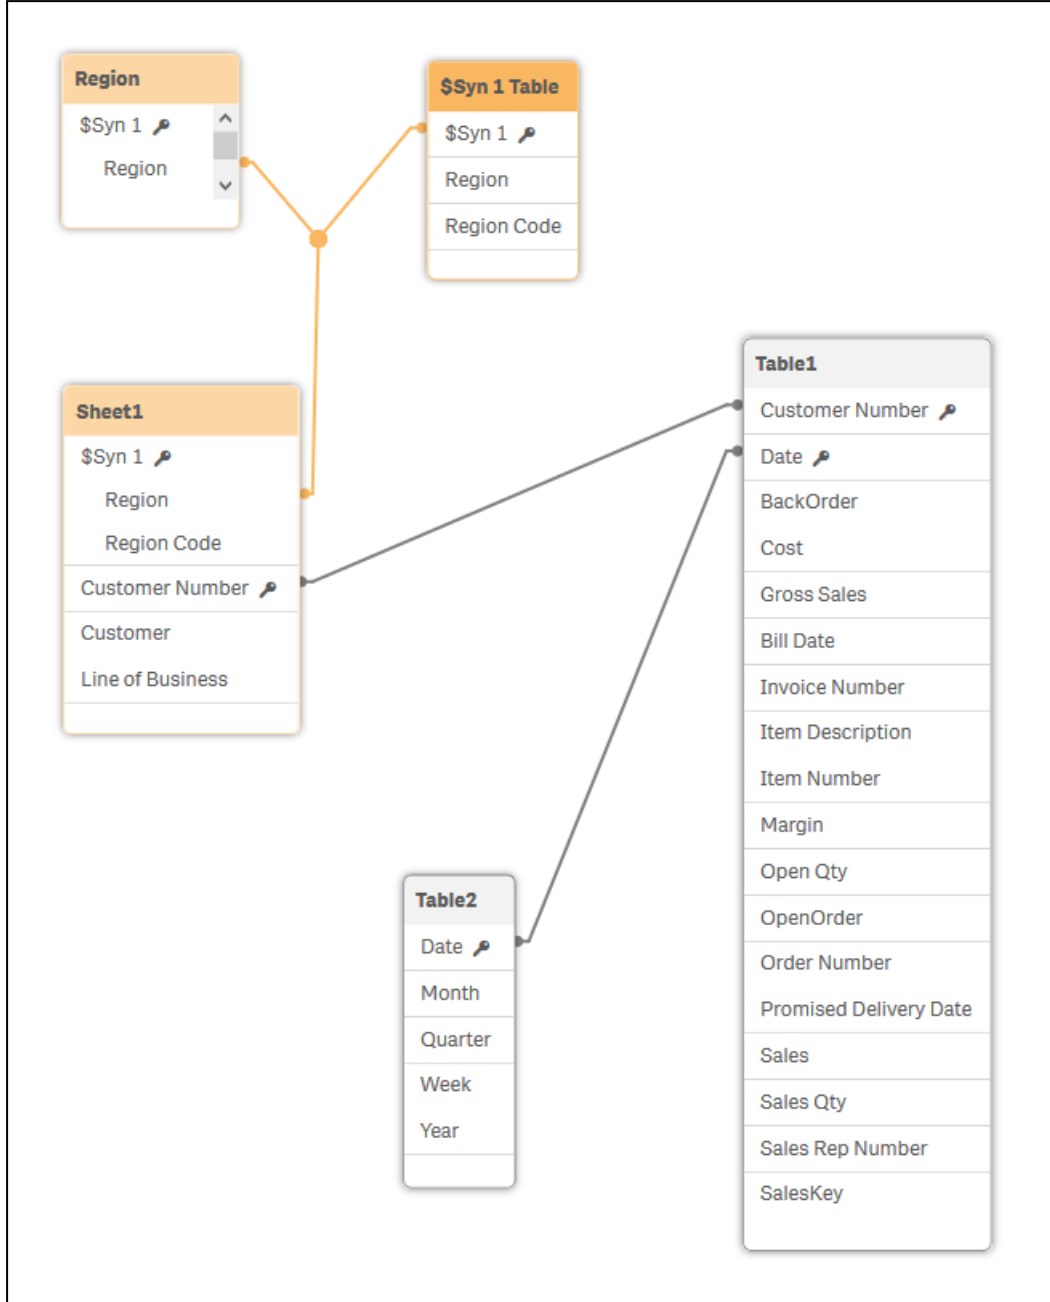 Region
$Syn 1
Region
$Syn 1 Table
$Syn 1
Region
Region Code
Sheet1
$Syn 1
Region
Region Code
Customer Number
Customer
Line of Business
Table1
Customer Number
Date
BackOrder
Cost
Gross Sales
Bill Date
Invoice Number
Item Description
Item Number
Margin
Open Qty
OpenOrder
Order Number
Promised Delivery Date
Sales
Sales Qty
Sales Rep Number
SalesKey
Table2
Date
Month
Quarter
Week
Year